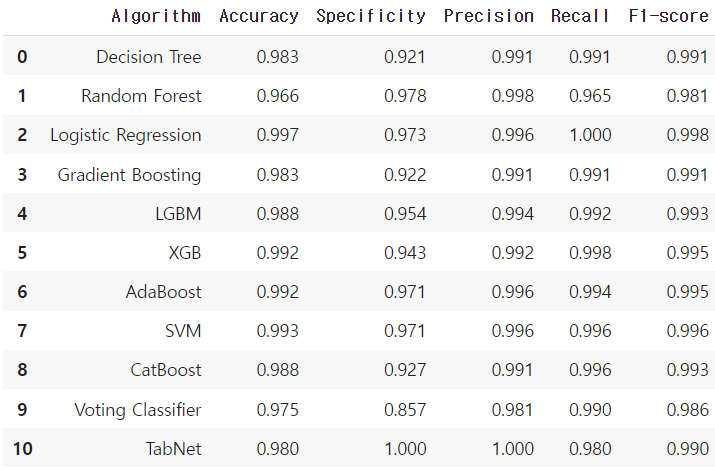 Algorithm Accuracy Specificity Precision Recall F1-score
0 Decision Tree 0.983 0.921 0.991 0.991 0.991
1 Random Forest 0.966 0.978 0.998 0.965 0.981
2 Logistic Regression 0.997 0.973 0.996 1.000 0.998
3 Gradient Boosting 0.983 0.922 0.991 0.991 0.991
4 LGBM 0.988 0.954 0.994 0.992 0.993
5 XGB 0.992 0.943 0.992 0.998 0.995
6 AdaBoost 0.992 0.971 0.996 0.994 0.995
7 SVM 0.993 0.971 0.996 0.996 0.996
8 CatBoost 0.988 0.927 0.991 0.996 0.993
9 Voting Classifier 0.975 0.857 0.981 0.990 0.986
10 TabNet 0.980 1.000 1.000 0.980 0.990